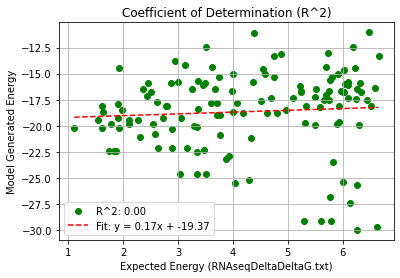 Coefficient of Determination (R^2)
Model Generated Energy
−12.5
−15.0
−17.5
−20.0
−22.5
−25.0
−27.5
−30.0
R^2: 0.00
Fit: y = 0.17x + -19.37
1 2 3 4 5 6
Expected Energy (RNAseqDeltaDeltaG.txt)